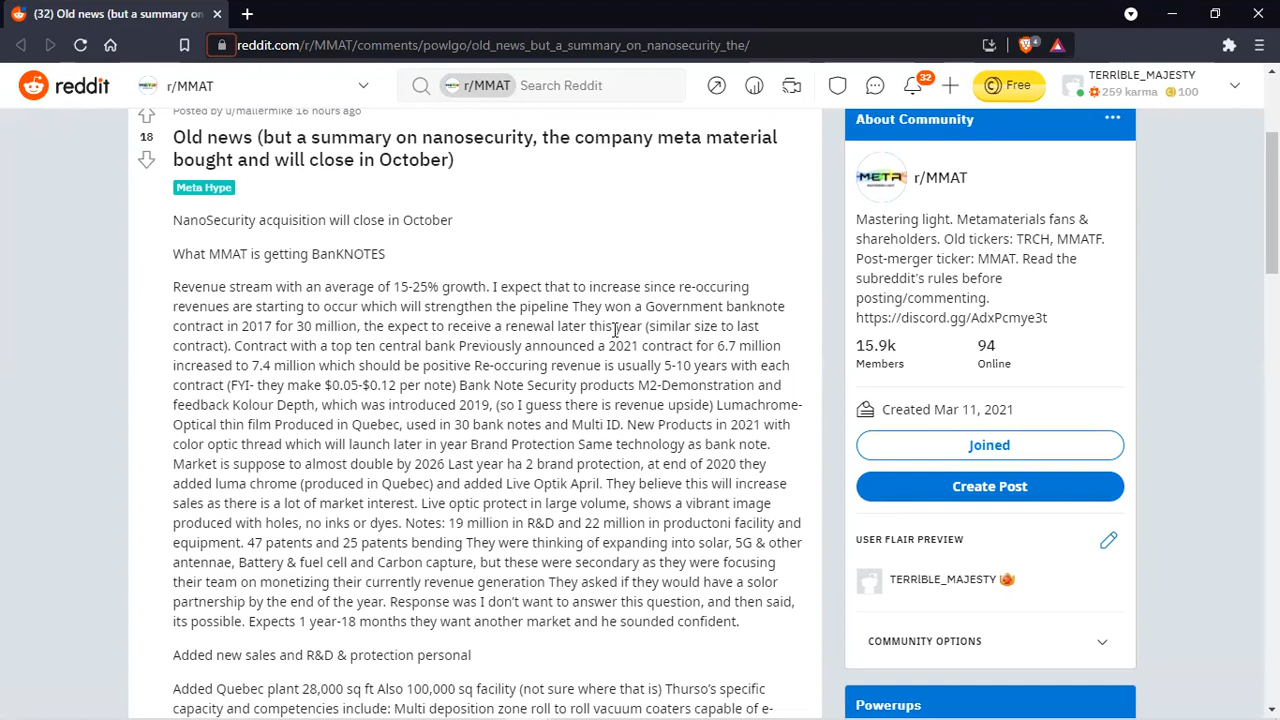 (32) Old news (but a summary on
reddit.com/r/MMAT/comments/powlgo/old_news_but_a_summary_on_nanosecurity_the/
4
reddit
r/MMAT
r/MMAT
Search Reddit
32
Free
TERRİBLE_MAJESTY
259 karma
100
Posted by u/mallermike 16 hours ago
18
Old news (but a summary on nanosecurity, the company meta material
bought and will close in October)
Meta Hype
NanoSecurity acquisition will close in October
What MMAT is getting BanKNOTES
Revenue stream with an average of 15-25% growth. I expect that to increase since re-occuring
revenues are starting to occur which will strengthen the pipeline They won a Government banknote
contract in 2017 for 30 million, the expect to receive a renewal later this year (similar size to last
contract). Contract with a top ten central bank Previously announced a 2021 contract for 6.7 million
increased to 7.4 million which should be positive Re-occuring revenue is usually 5-10 years with each
contract (FYI- they make $0.05-$0.12 per note) Bank Note Security products M2-Demonstration and
feedback Kolour Depth, which was introduced 2019, (so I guess there is revenue upside) Lumachrome-
Optical thin film Produced in Quebec, used in 30 bank notes and Multi ID. New Products in 2021 with
color optic thread which will launch later in year Brand Protection Same technology as bank note.
Market is suppose to almost double by 2026 Last year ha 2 brand protection, at end of 2020 they
added luma chrome (produced in Quebec) and added Live Optik April. They believe this will increase
sales as there is a lot of market interest. Live optic protect in large volume, shows a vibrant image
produced with holes, no inks or dyes. Notes: 19 million in R&D and 22 million in productoni facility and
equipment. 47 patents and 25 patents bending They were thinking of expanding into solar, 5G & other
antennae, Battery & fuel cell and Carbon capture, but these were secondary as they were focusing
their team on monetizing their currently revenue generation They asked if they would have a solor
partnership by the end of the year. Response was I don't want to answer this question, and then said,
its possible. Expects 1 year-18 months they want another market and he sounded confident.
Added new sales and R&D & protection personal
Added Quebec plant 28,000 sq ft Also 100,000 sq facility (not sure where that is) Thurso's specific
capacity and competencies include: Multi deposition zone roll to roll vacuum coaters capable of e-
About Community
META
r/MMAT
Mastering light. Metamaterials fans &
shareholders. Old tickers: TRCH, MMATF.
Post-merger ticker: MMAT. Read the
subreddit's rules before
posting/commenting.
https://discord.gg/AdxPcmye3t
15.9k
94
Members
Online
Created Mar 11, 2021
Joined
Create Post
USER FLAIR PREVIEW
TERRİBLE_MAJESTY
COMMUNITY OPTIONS
Powerups